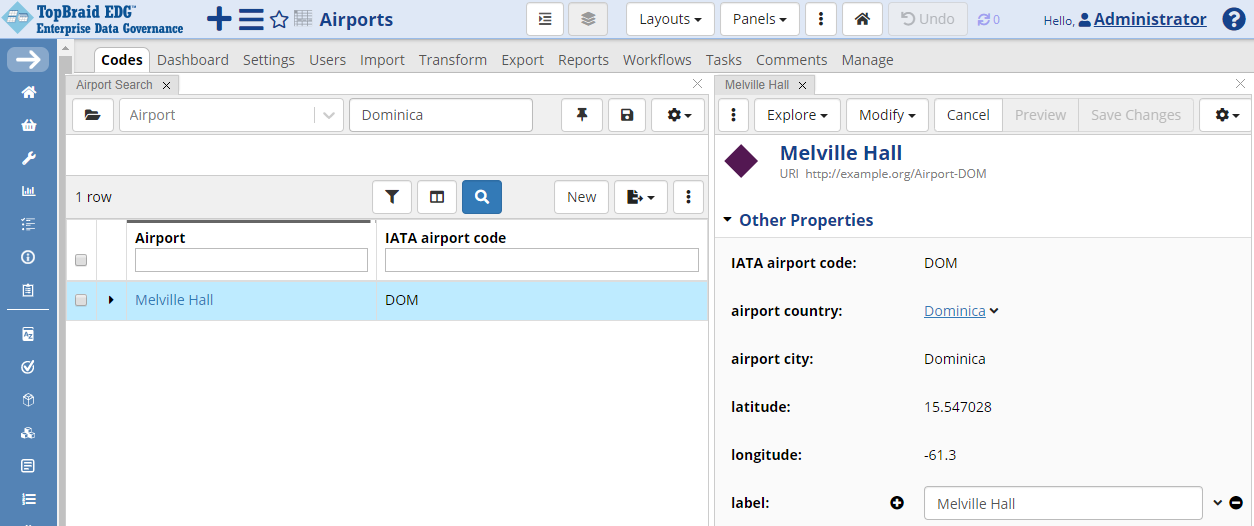 TopBraid EDG™
Enterprise Data Governance
Airports
Layouts
Panels
Undo
0
Hello, Administrator
?
Codes Dashboard Settings Users Import Transform Export Reports Workflows Tasks Comments Manage
Airport Search
Airport
Dominica
1 row
New
Airport
IATA airport code
Melville Hall
DOM
Melville Hall
Explore
Modify
Cancel
Preview
Save Changes
Melville Hall
URI http://example.org/Airport-DOM
Other Properties
IATA airport code: DOM
airport country: Dominica
airport city: Dominica
latitude: 15.547028
longitude: -61.3
label: Melville Hall